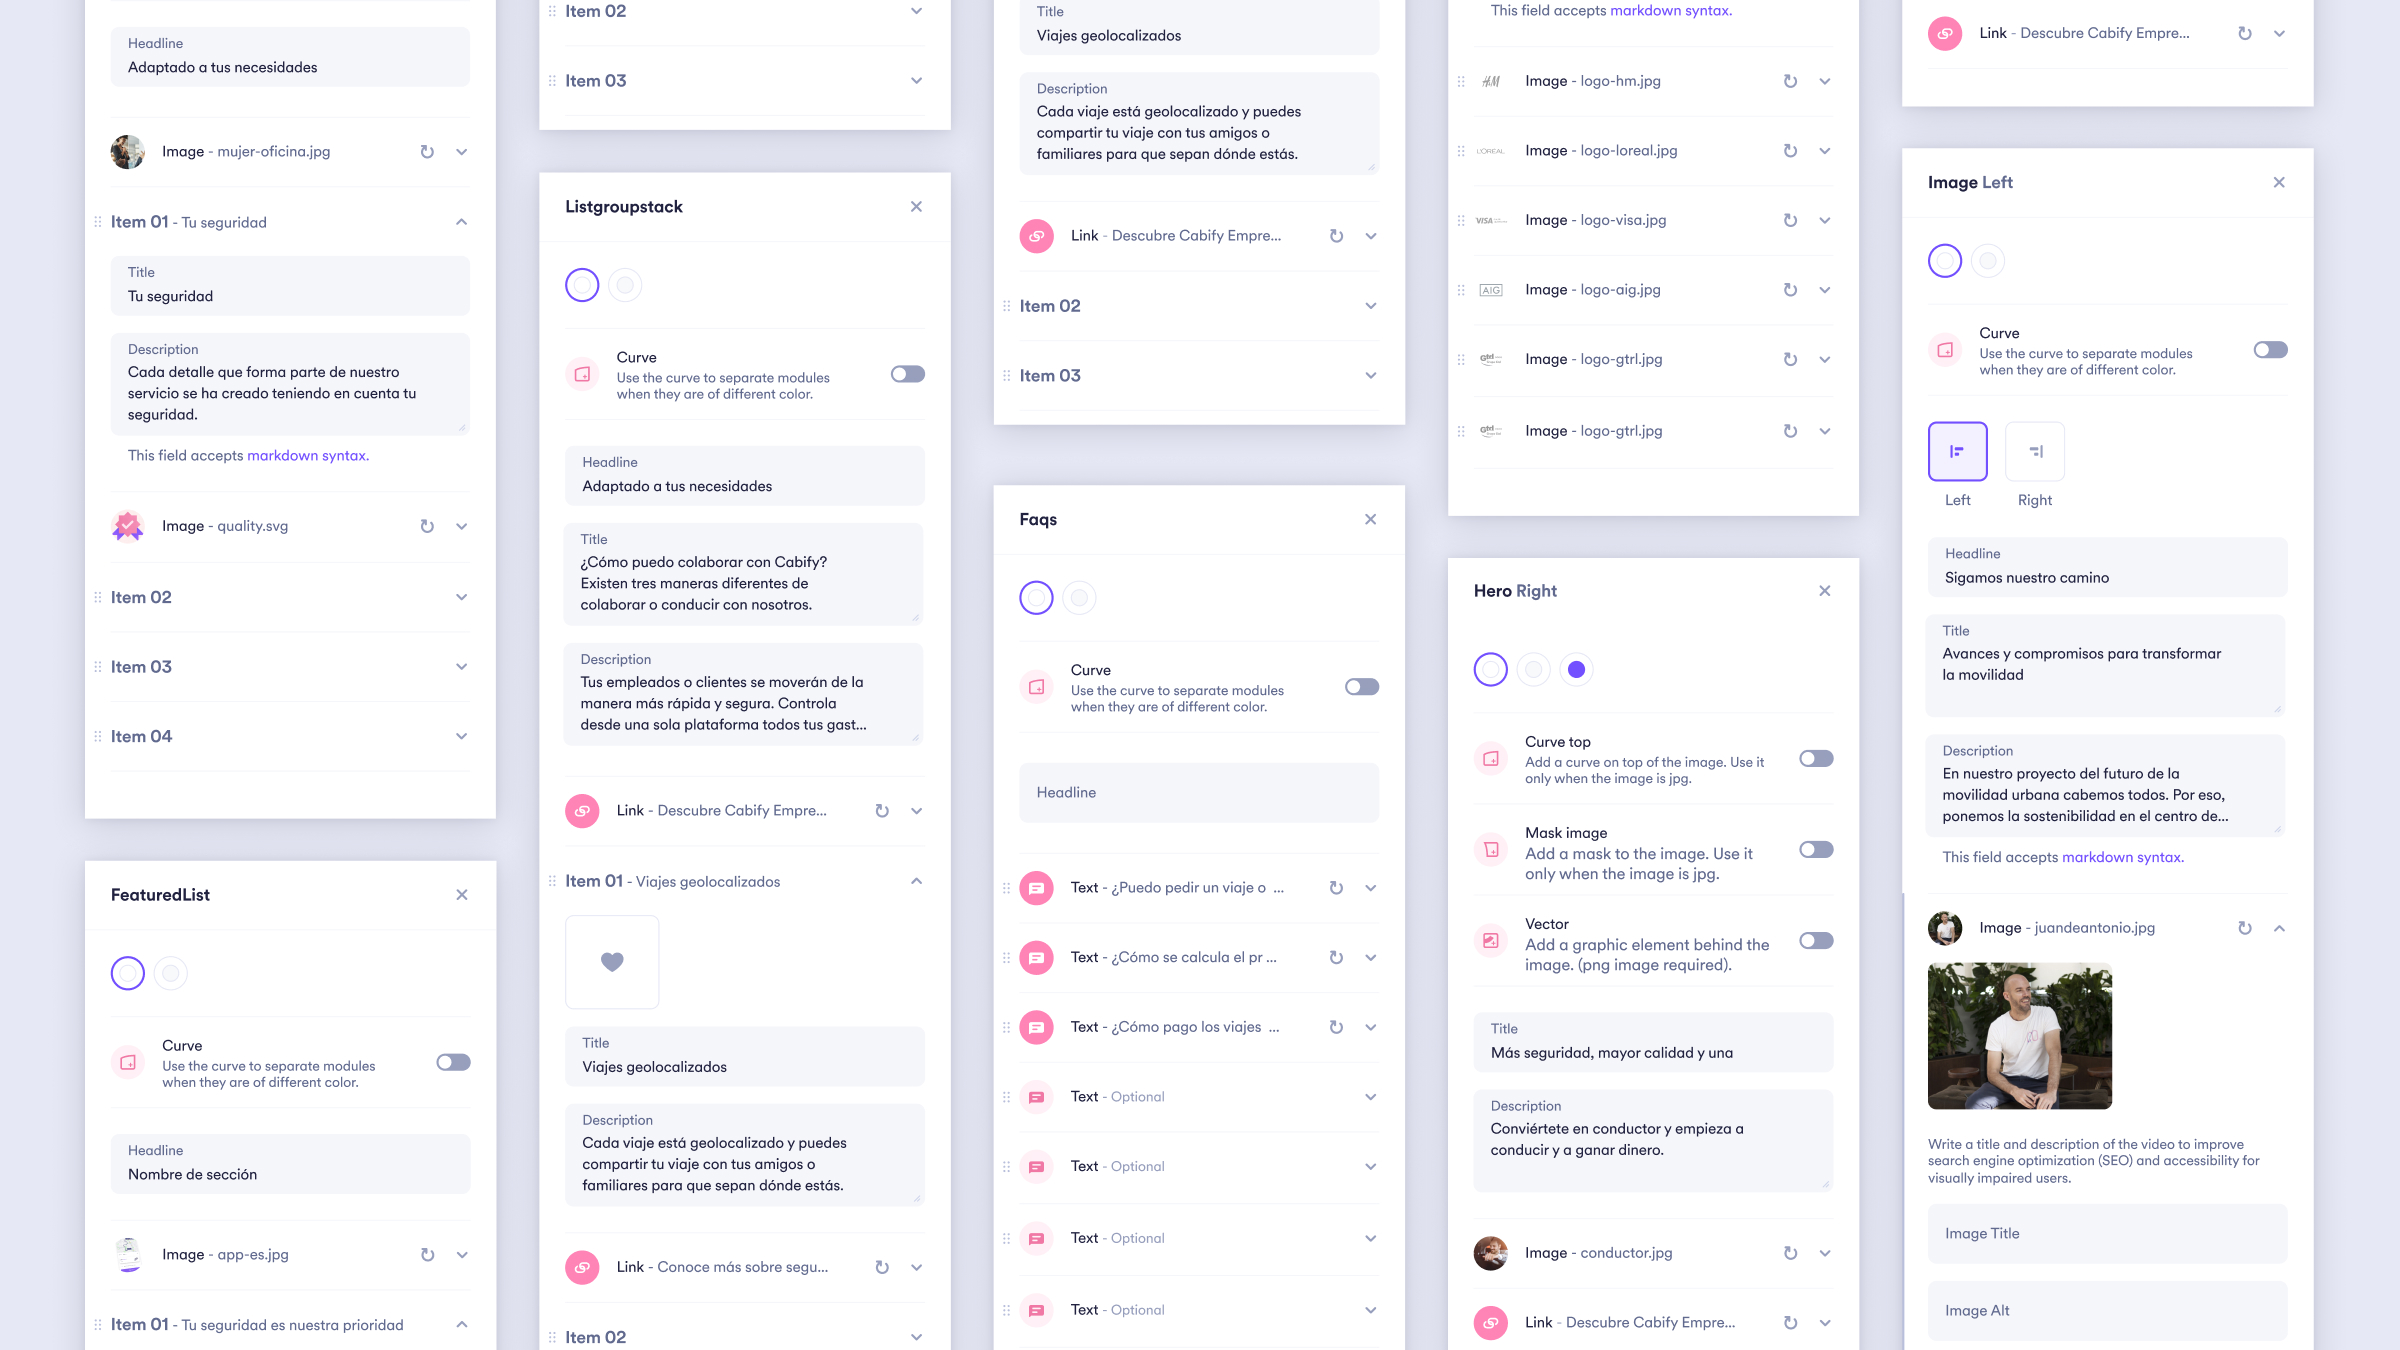 Headline
Adaptado a tus necesidades
Image - mujer-oficina.jpg
Item 01 - Tu seguridad
Title
Tu seguridad
Description
Cada detalle que forma parte de nuestro
servicio se ha creado teniendo en cuenta tu
seguridad.
This field accepts markdown syntax.
Image - quality.svg
Item 02
Item 03
Item 04
FeaturedList
Curve
Use the curve to separate modules
when they are of different color.
Headline
Nombre de sección
Image - app-es.jpg
Item 01 - Tu seguridad es nuestra prioridad
Item 02
Item 03
Listgroupstack
Curve
Use the curve to separate modules
when they are of different color.
Headline
Adaptado a tus necesidades
Title
¿Cómo puedo colaborar con Cabify?
Existen tres maneras diferentes de
colaborar o conducir con nosotros.
Description
Tus empleados o clientes se moverán de la
manera más rápida y segura. Controla
desde una sola plataforma todos tus gast...
Link - Descubre Cabify Empre...
Item 01 - Viajes geolocalizados
Title
Viajes geolocalizados
Description
Cada viaje está geolocalizado y puedes
compartir tu viaje con tus amigos o
familiares para que sepan dónde estás.
Link - Conoce más sobre segu...
Item 02
Title
Viajes geolocalizados
Description
Cada viaje está geolocalizado y puedes
compartir tu viaje con tus amigos o
familiares para que sepan dónde estás.
Link - Descubre Cabify Empre...
Item 02
Item 03
Faqs
Curve
Use the curve to separate modules
when they are of different color.
Headline
Text - ¿Puedo pedir un viaje o ...
Text - ¿Cómo se calcula el pr ...
Text - ¿Cómo pago los viajes ...
Text - Optional
Text - Optional
Text - Optional
Text - Optional
This field accepts markdown syntax.
H&M Image - logo-hm.jpg
L'ORÉAL Image - logo-loreal.jpg
VISA Image - logo-visa.jpg
AIG Image - logo-aig.jpg
Gtd Image - logo-gtrl.jpg
Gtd Image - logo-gtrl.jpg
Hero Right
Curve top
Add a curve on top of the image. Use it
only when the image is jpg.
Mask image
Add a mask to the image. Use it
only when the image is jpg.
Vector
Add a graphic element behind the
image. (png image required).
Title
Más seguridad, mayor calidad y una
Description
Conviértete en conductor y empieza a
conducir y a ganar dinero.
Image - conductor.jpg
Link - Descubre Cabify Empre...
Link - Descubre Cabify Empre...
Image Left
Curve
Use the curve to separate modules
when they are of different color.
Left
Right
Headline
Sigamos nuestro camino
Title
Avances y compromisos para transformar
la movilidad
Description
En nuestro proyecto del futuro de la
movilidad urbana cabemos todos. Por eso,
ponemos la sostenibilidad en el centro de...
This field accepts markdown syntax.
Image - juandeantonio.jpg
Write a title and description of the video to improve
search engine optimization (SEO) and accessibility for
visually impaired users.
Image Title
Image Alt